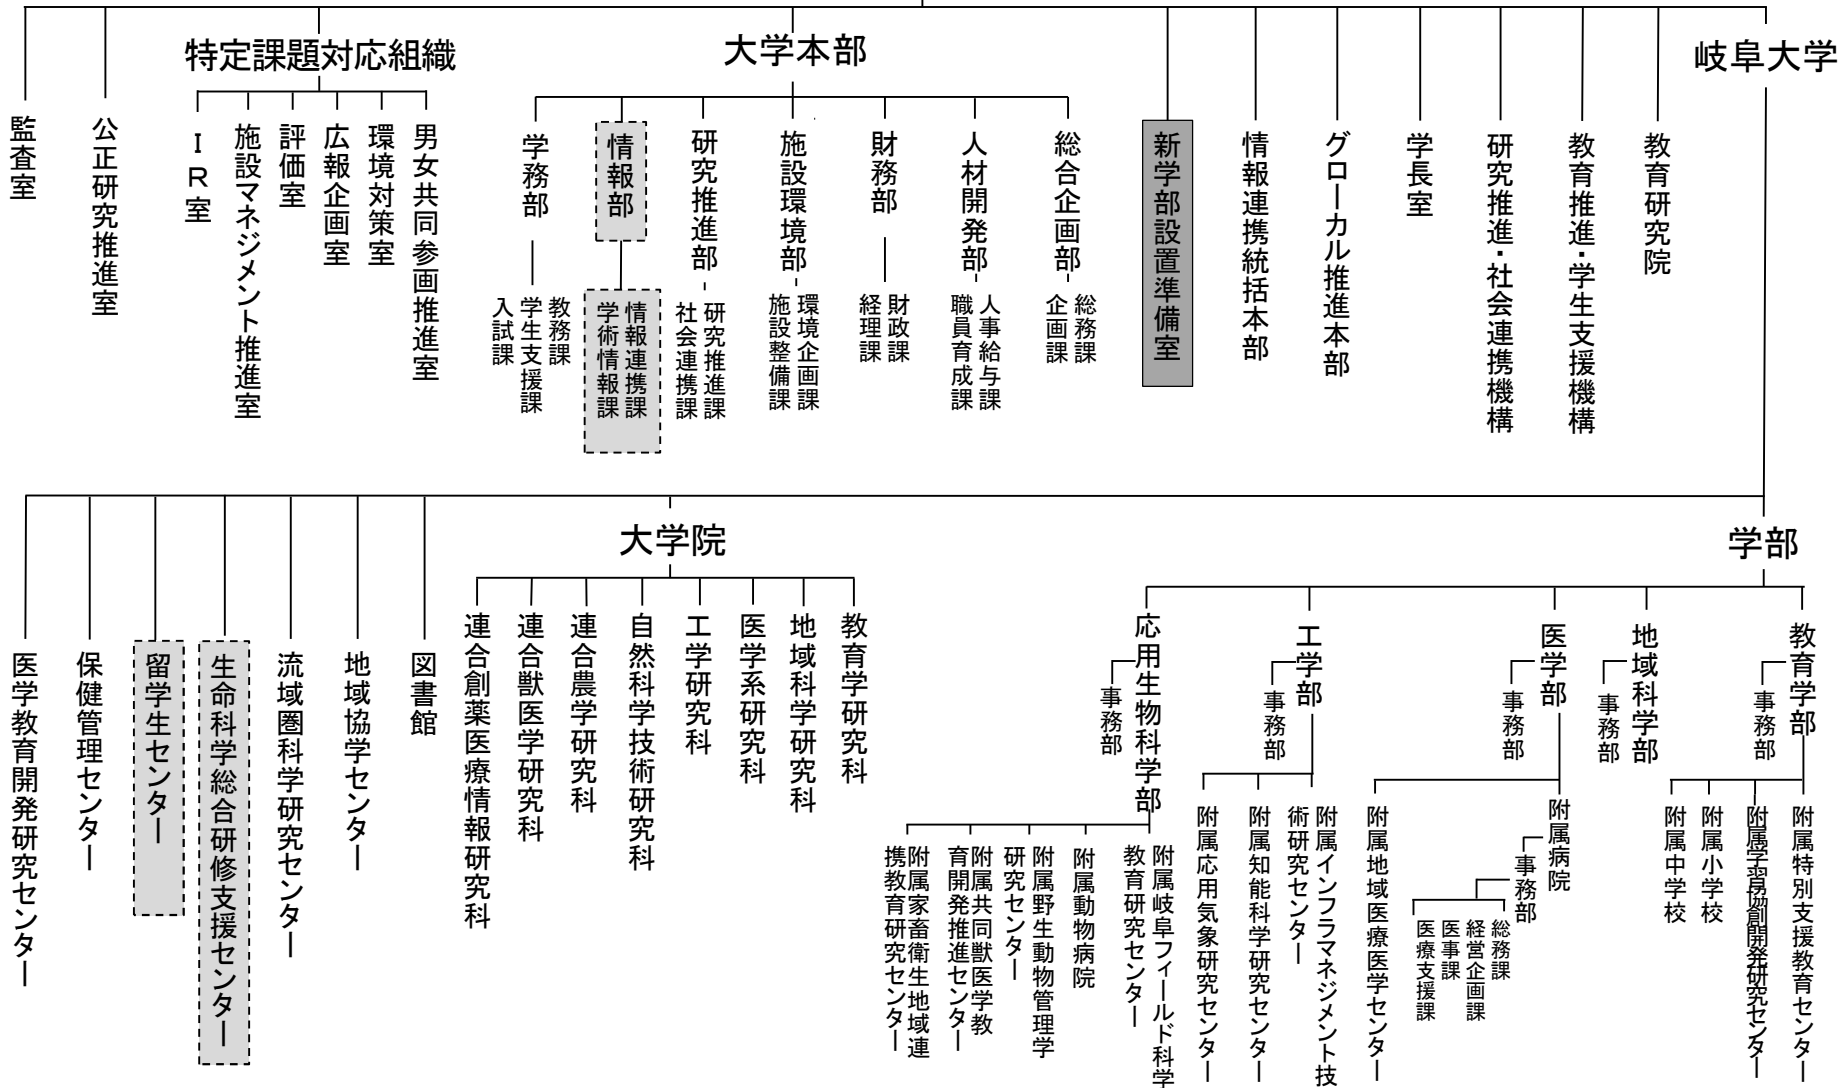 岐阜大学
教育研究院
教育推進・学生支援機構
研究推進・社会連携機構
学長室
グローカル推進本部
情報連携統括本部
新学部設置準備室
大学本部
総合企画部
総務課
企画課
人材開発部
人事給与課
職員育成課
財務部
財政課
経理課
施設環境部
環境企画課
施設整備課
研究推進部
研究推進課
社会連携課
情報部
情報連携課
学術情報課
学務部
教務課
学生支援課
入試課
特定課題対応組織
男女共同参画推進室
環境対策室
広報企画室
評価室
施設マネジメント推進室
ＩＲ室
公正研究推進室
監査室
学部
教育学部
事務部
附属特別支援教育センター
附属学習協創開発研究センター
附属小学校
附属中学校
地域科学部
事務部
医学部
事務部
附属病院
事務部
総務課
経営企画課
医事課
医療支援課
附属地域医療医学センター
工学部
事務部
附属インフラマネジメント技
術研究センター
附属知能科学研究センター
附属応用気象研究センター
応用生物科学部
事務部
附属岐阜フィールド科学
教育研究センター
附属動物病院
附属野生動物管理学
研究センター
附属共同獣医学教
育開発推進センター
附属家畜衛生地域連
携教育研究センター
大学院
教育学研究科
地域科学研究科
医学系研究科
工学研究科
自然科学技術研究科
連合農学研究科
連合獣医学研究科
連合創薬医療情報研究科
図書館
地域協学センター
流域圏科学研究センター
生命科学総合研修支援センター
留学生センター
保健管理センター
医学教育開発研究センター